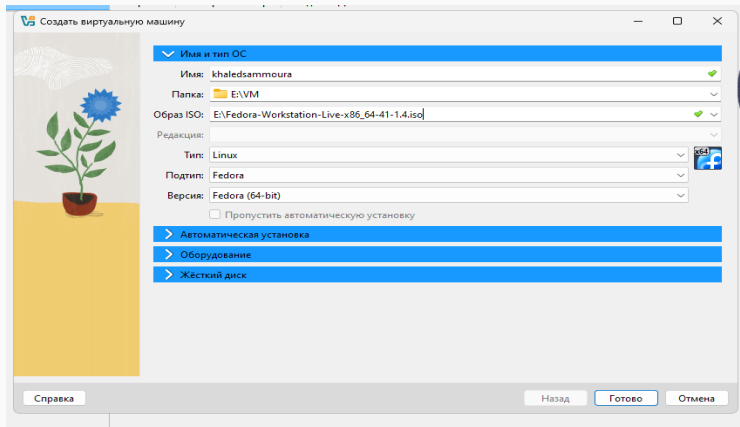 Создать виртуальную машину
Имя и тип ОС
Имя: khaledsammoura
Папка: E:\VM
Образ ISO: E:\Fedora-Workstation-Live-x86_64-41-1.4.iso
Редакция:
Тип: Linux
x64
Подтип: Fedora
Версия: Fedora (64-bit)
Пропустить автоматическую установку
Автоматическая установка
Оборудование
Жёсткий диск
Справка Назад Готово Отмена